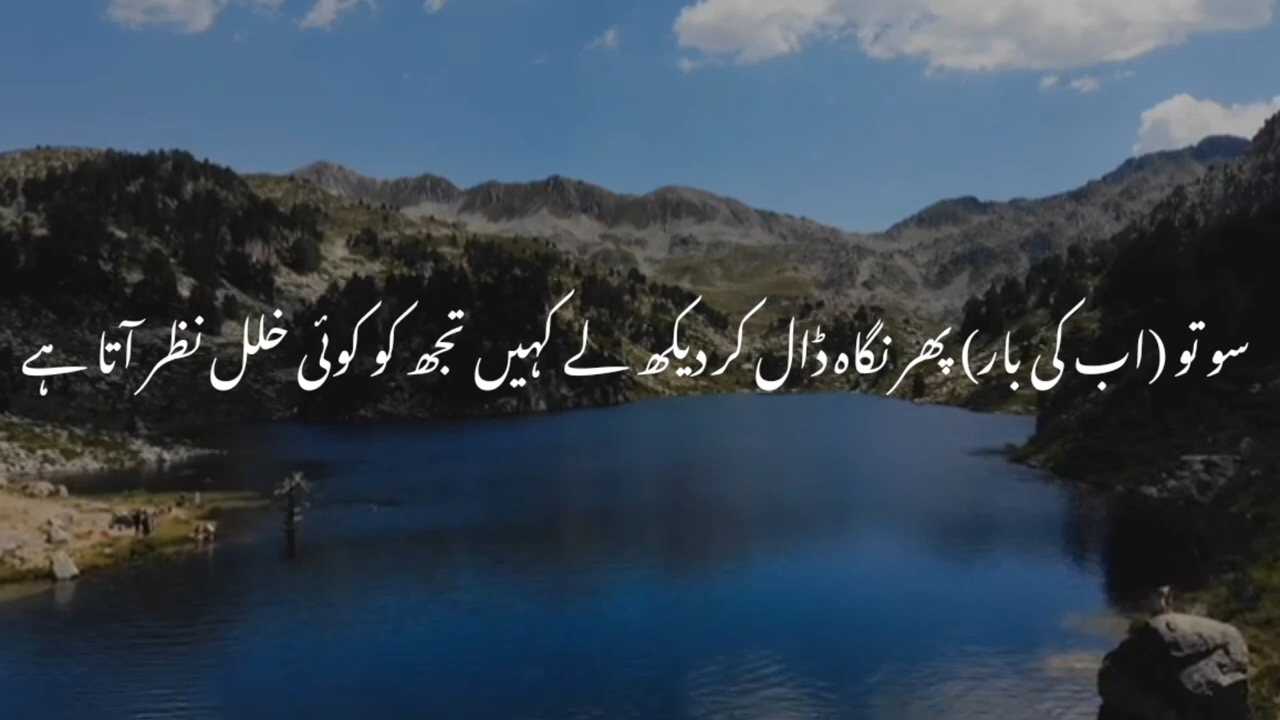 سو تو (اب کی بار) پھر نگاہ ڈال کر دیکھ لے کہیں تجھ کو کوئی خلل نظر آتا ہے